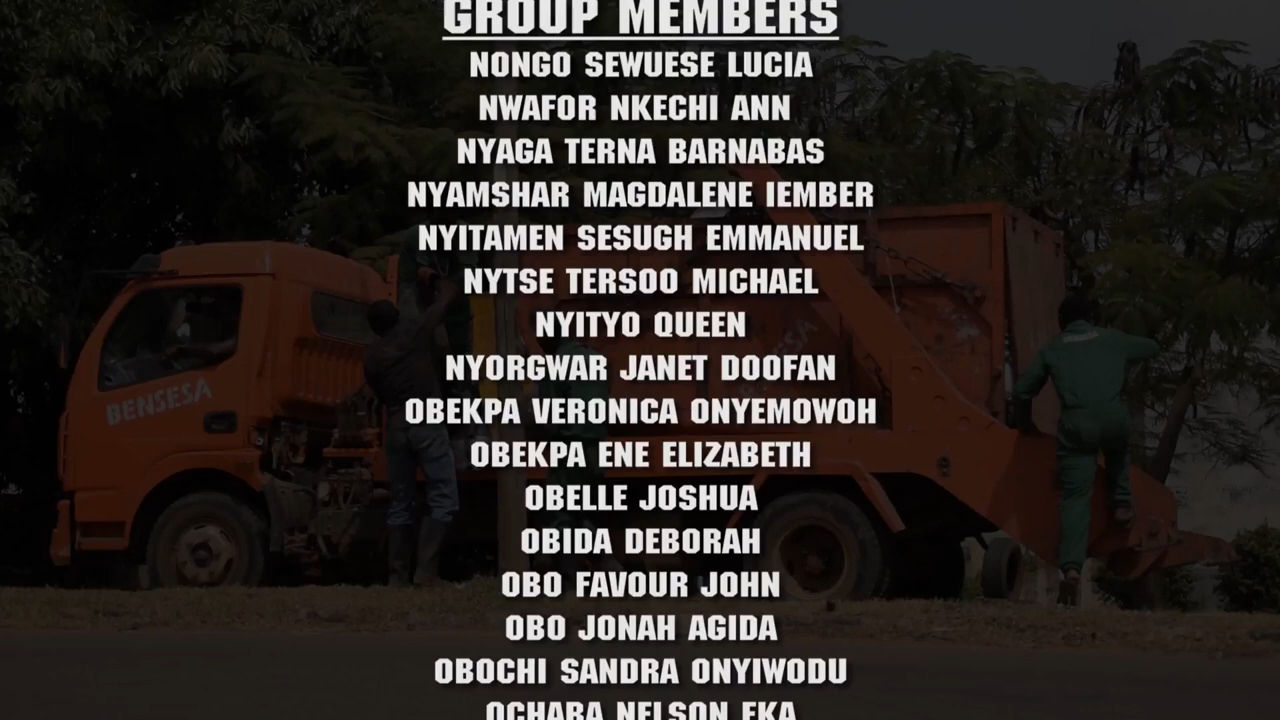 GROUP MEMBERS
NONGO SEWUESE LUCIA
NWAFOR NKECHI ANN
NYAGA TERNA BARNABAS
NYAMSHAR MAGDALENE IEMBER
NYITAMEN SESUGH EMMANUEL
NYTSE TERSOO MICHAEL
NYITYO QUEEN
NYORGWAR JANET DOOFAN
OBEKPA VERONICA ONYEMOWOH
OBEKPA ENE ELIZABETH
OBELLE JOSHUA
OBIDA DEBORAH
OBO FAVOUR JOHN
OBO JONAH AGIDA
OBOCHI SANDRA ONYIWODU
NELSON
BENSESA